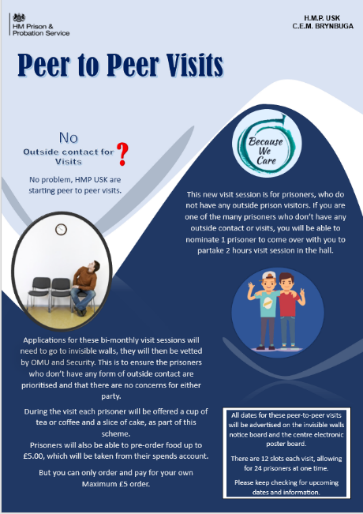 HM Prison &
Probation Service
H.M.P. USK
C.E.M. BRYNBUGA
Peer to Peer Visits
No
Outside contact for
Visits
?
No problem, HMP USK are
starting peer to peer visits.
Because
We
Care
This new visit session is for prisoners, who do
not have any outside prison visitors. If you are
one of the many prisoners who don't have any
outside contact or visits, you will be able to
nominate 1 prisoner to come over with you to
partake 2 hours visit session in the hall.
Applications for these bi-monthly visit sessions will
need to go to invisible walls, they will then be vetted
by OMU and Security. This is to ensure the prisoners
who don't have any form of outside contact are
prioritised and that there are no concerns for either
party.
During the visit each prisoner will be offered a cup of
tea or coffee and a slice of cake, as part of this
scheme.
Prisoners will also be able to pre-order food up to
£5.00, which will be taken from their spends account.
But you can only order and pay for your own
Maximum £5 order.
All dates for these peer-to-peer visits
will be advertised on the invisible walls
notice board and the centre electronic
poster board.
There are 12 slots each visit, allowing
for 24 prisoners at one time.
Please keep checking for upcoming
dates and information.